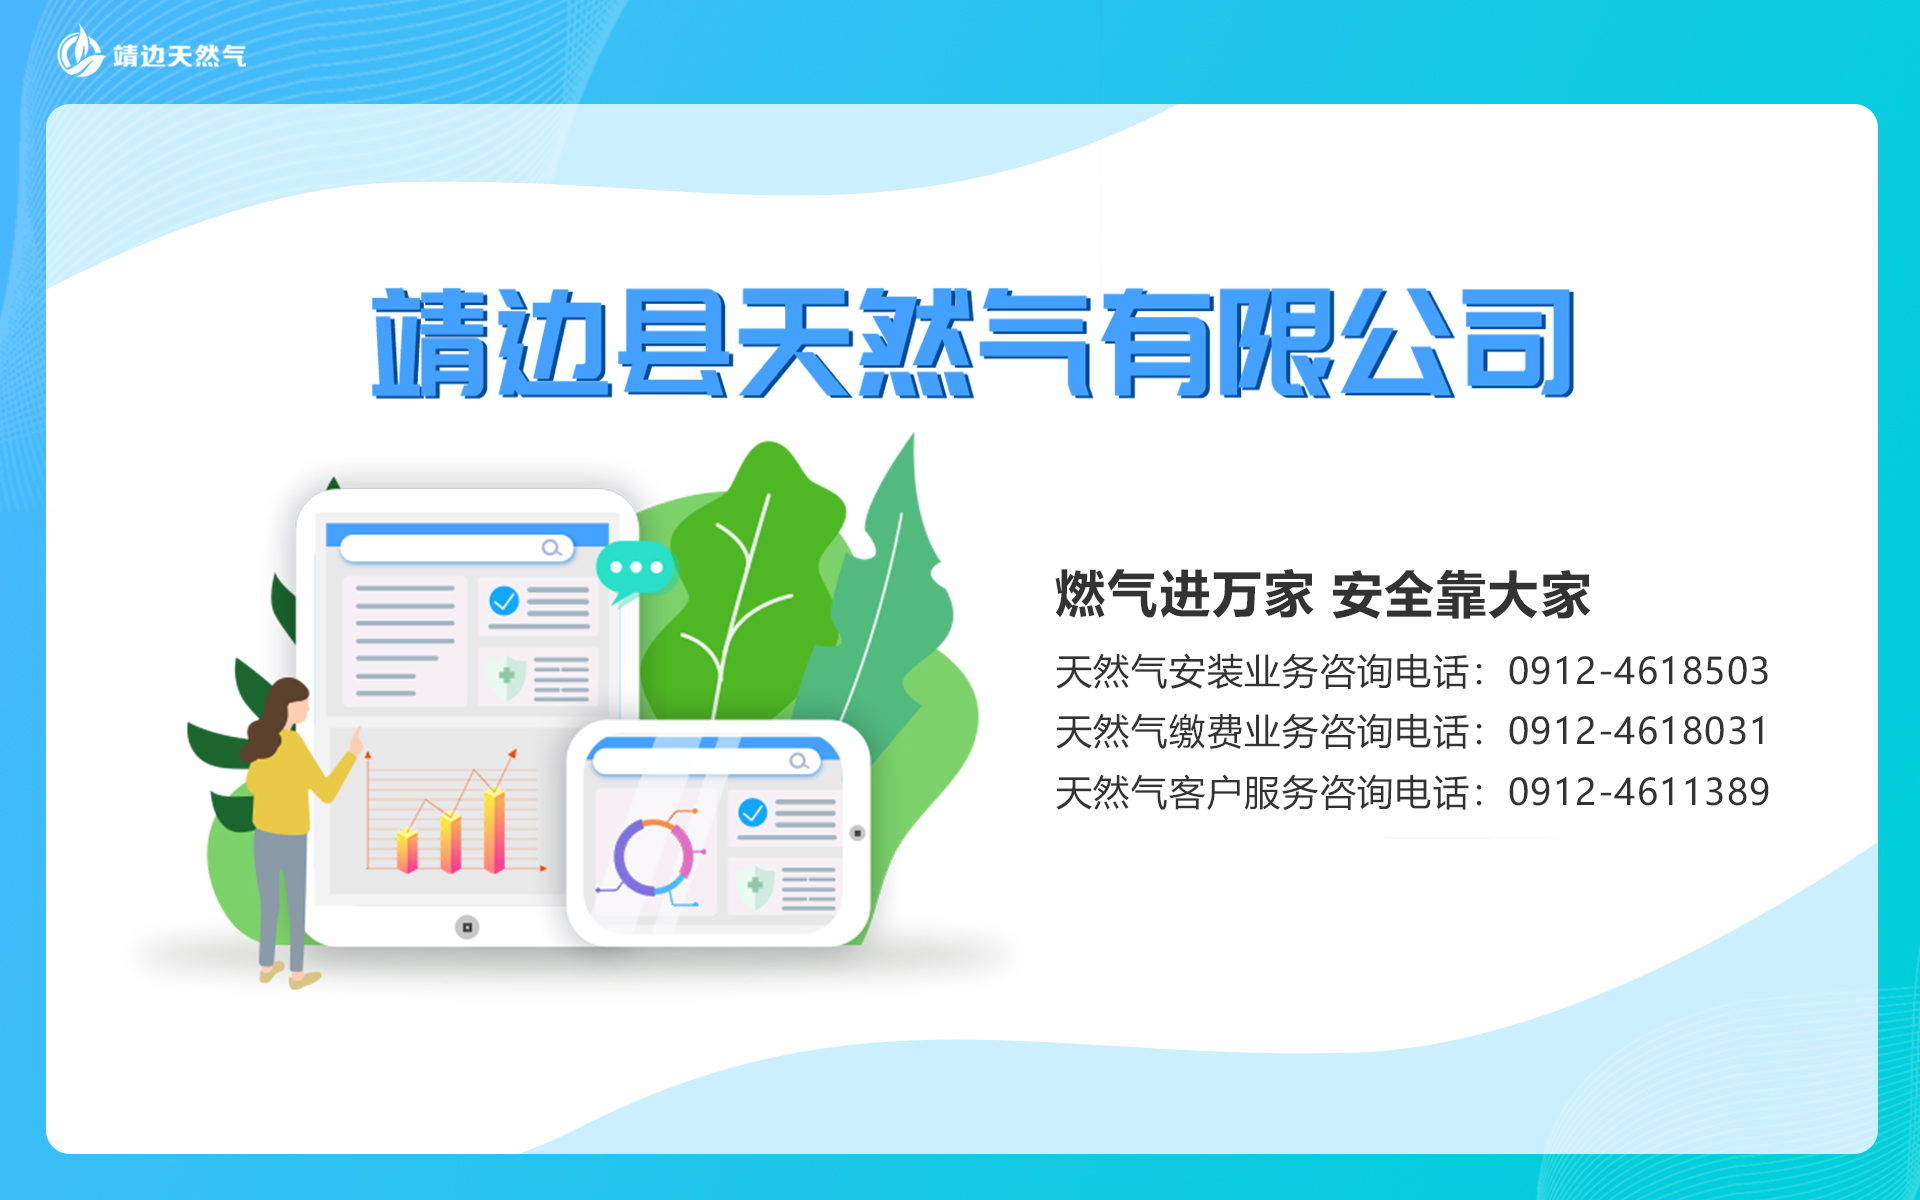 靖边天然气
靖边县天然气有限公司
燃气进万家 安全靠大家
天然气安装业务咨询电话：0912-4618503
天然气缴费业务咨询电话：0912-4618031
天然气客户服务咨询电话：0912-4611389